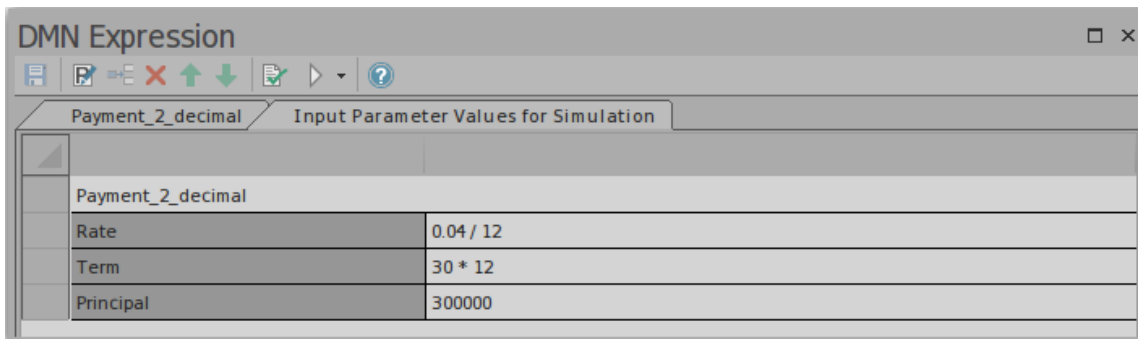 DMN Expression
Payment_2_decimal Input Parameter Values for Simulation
Payment_2_decimal
Rate 0.04 / 12
Term 30 * 12
Principal 300000